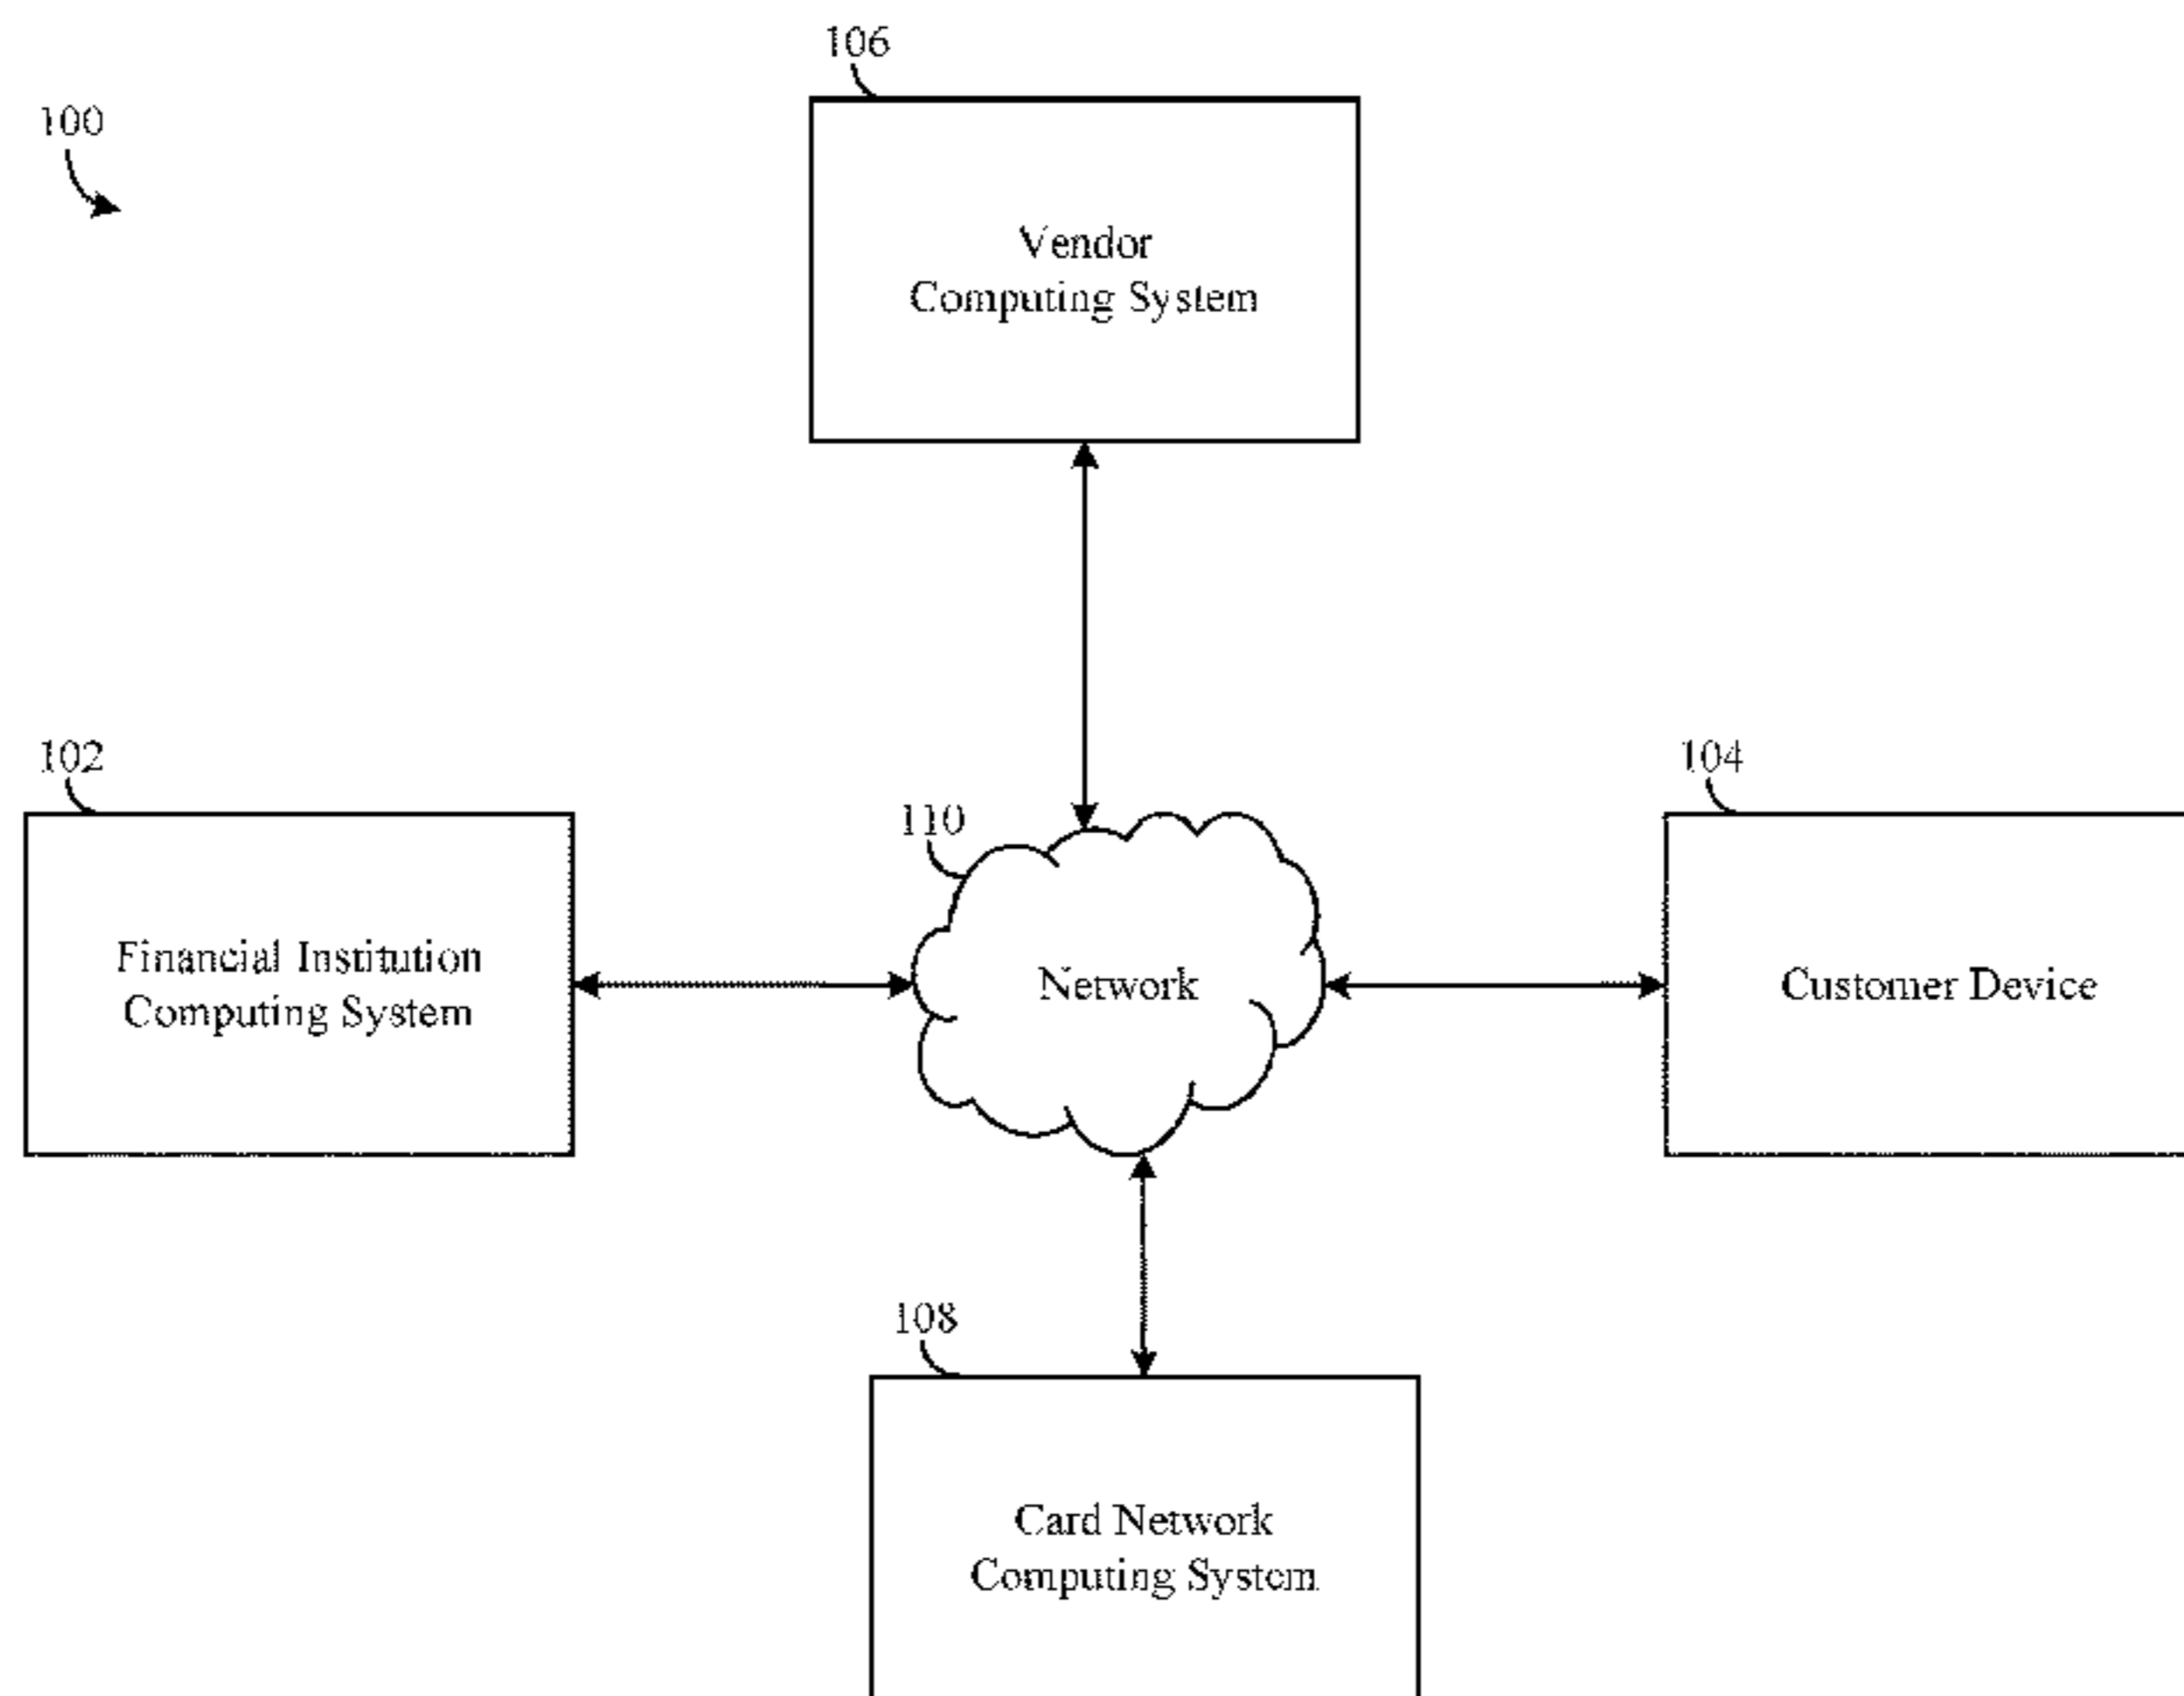 106
100
Vendor
Computing System
102
104
110
Financial Institution
Computing System
Network
Customer Device
108
Card Network
Computing System